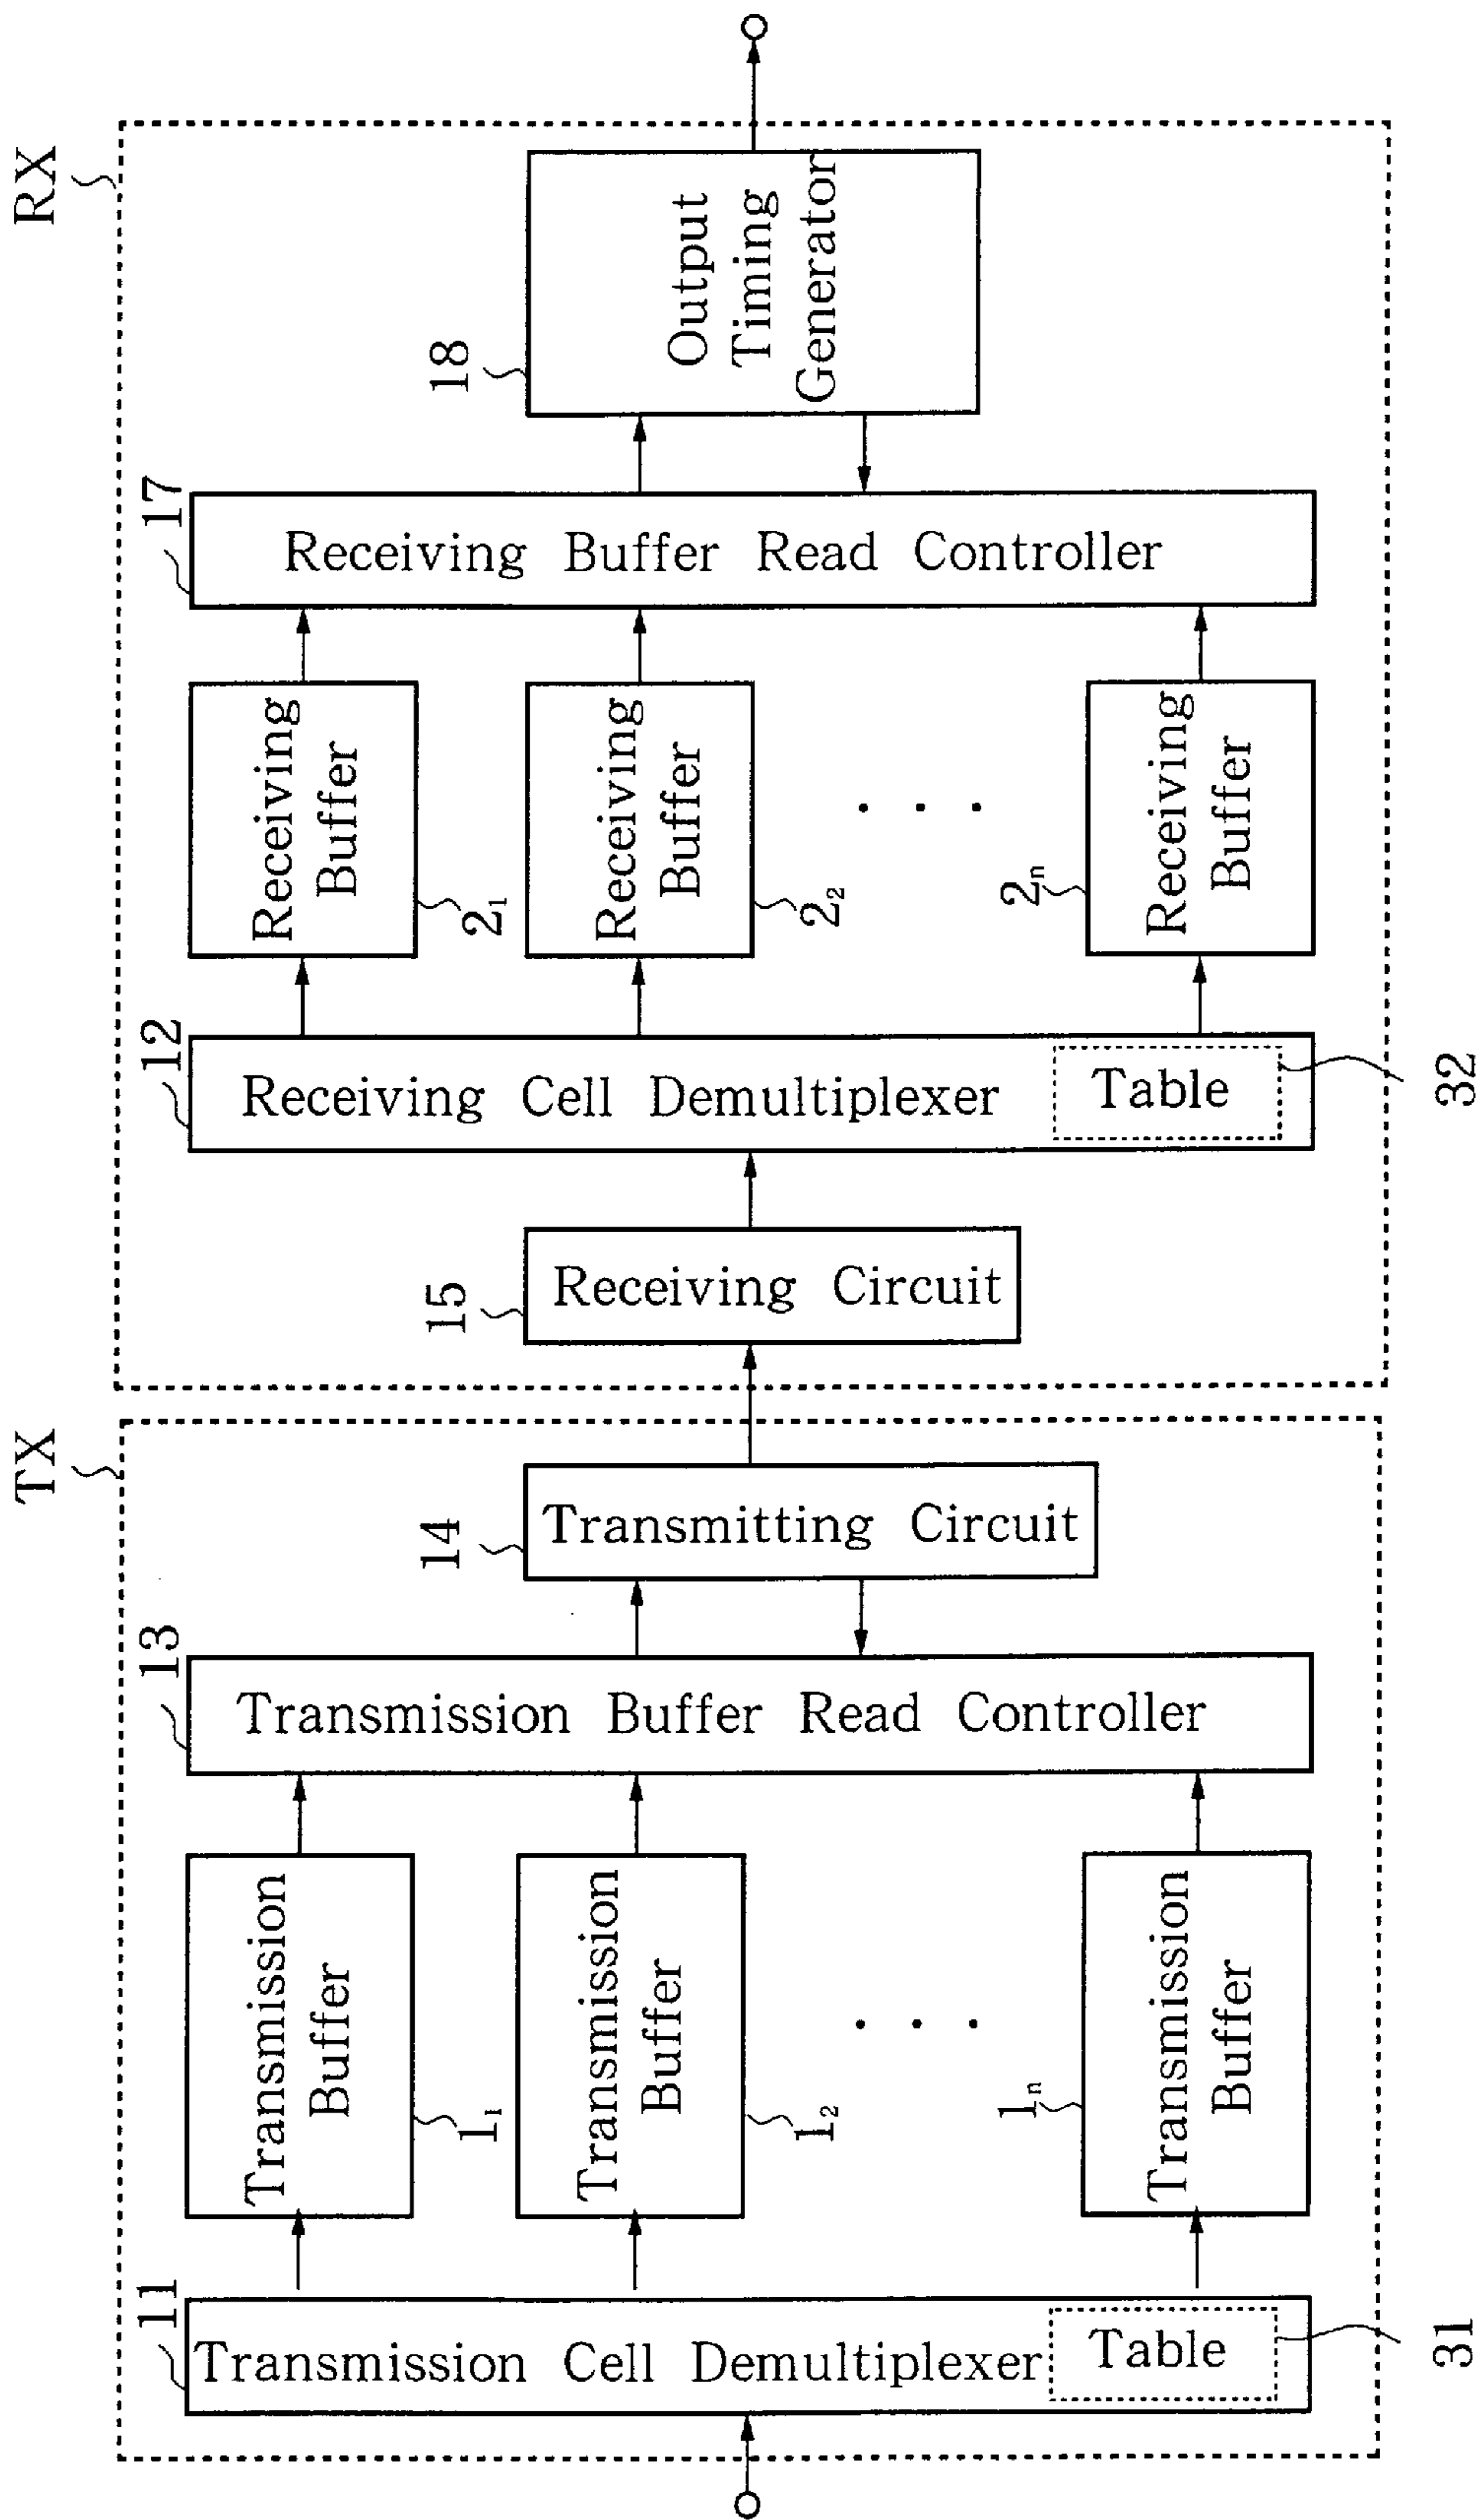 TX
11
Transmission Cell Demultiplexer
Table
31
Transmission
Buffer
1₁
Transmission
Buffer
1₂
. . .
1ₙ
Transmission
Buffer
13
Transmission Buffer Read Controller
14
Transmitting Circuit
RX
15
Receiving Circuit
12
Receiving Cell Demultiplexer
Table
32
Receiving
Buffer
2₁
Receiving
Buffer
2₂
. . .
2ₙ
Receiving
Buffer
17
Receiving Buffer Read Controller
18
Output
Timing
Generator